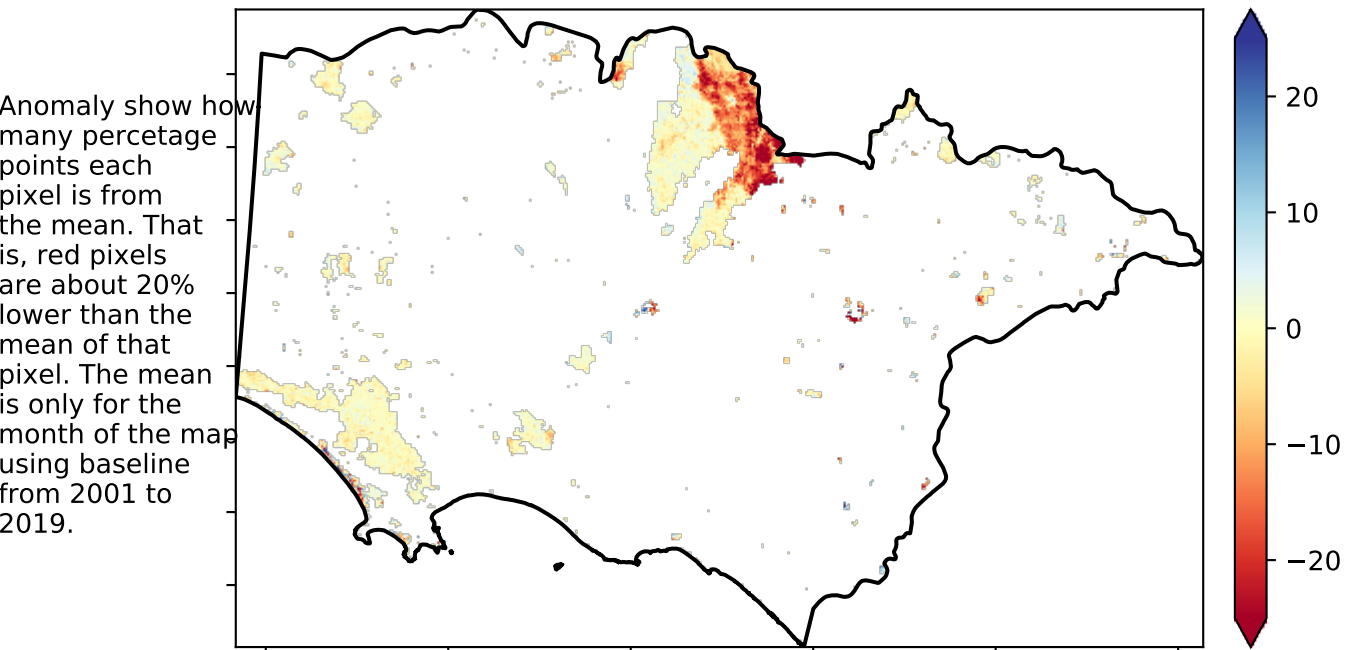 Anomaly show how
many percetage
points each
pixel is from
the mean. That
is, red pixels
are about 20%
lower than the
mean of that
pixel. The mean
is only for the
month of the map
using baseline
from 2001 to
2019.
20
10
0
−10
−20